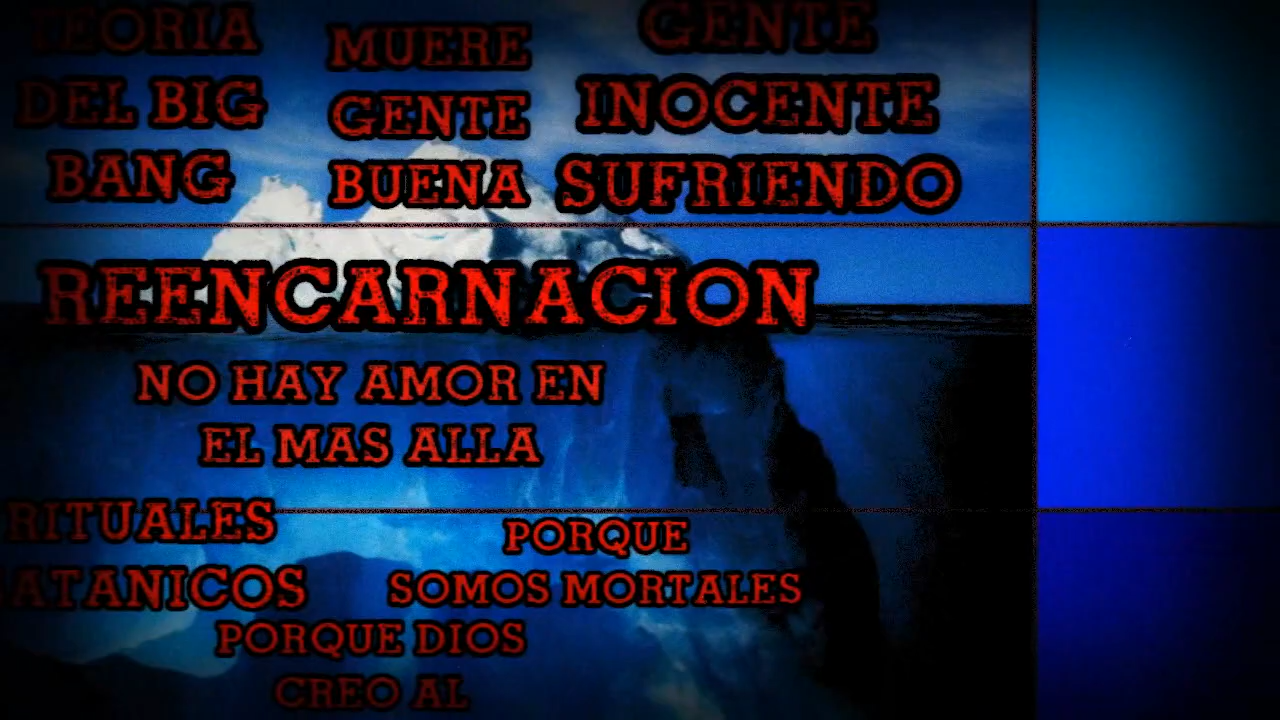 TEORIA
DEL BIG
BANG
MUERE
GENTE
BUENA
GENTE
INOCENTE
SUFRIENDO
REENCARNACION
NO HAY AMOR EN
EL MAS ALLA
RITUALES
SATANICOS
PORQUE
SOMOS MORTALES
PORQUE DIOS
CREO AL